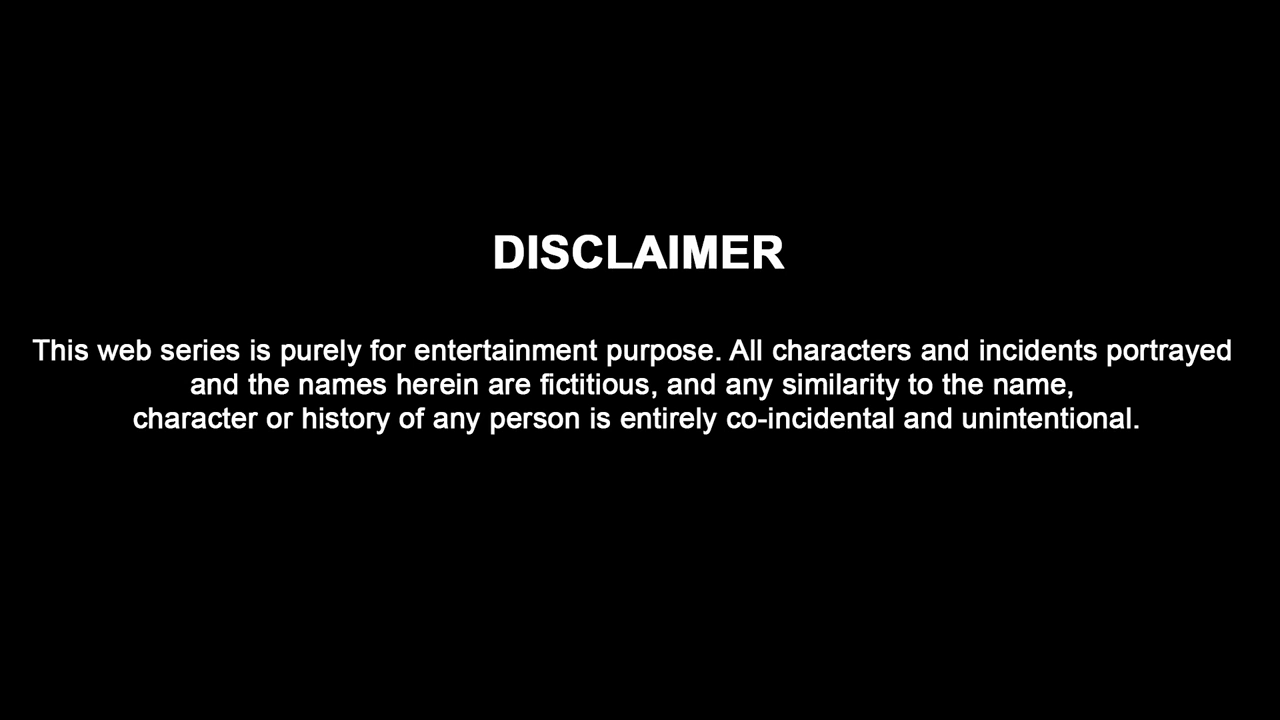 DISCLAIMER
This web series is purely for entertainment purpose. All characters and incidents portrayed
and the names herein are fictitious, and any similarity to the name,
character or history of any person is entirely co-incidental and unintentional.